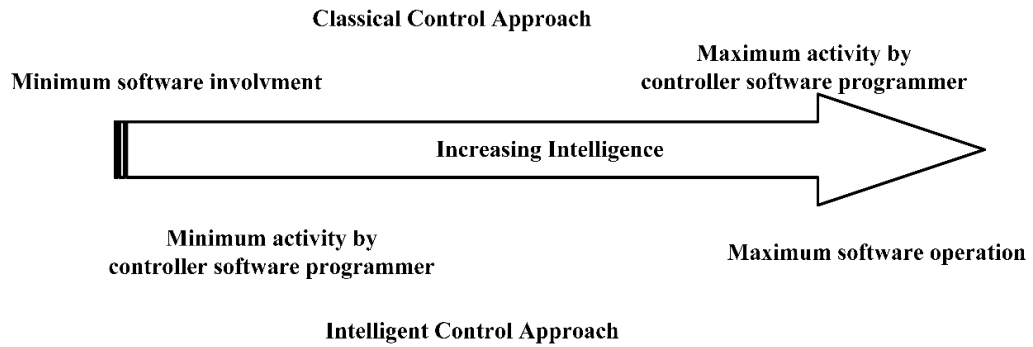 Classical Control Approach
Maximum activity by
controller software programmer
Minimum software involvment
Increasing Intelligence
Minimum activity by
controller software programmer
Maximum software operation
Intelligent Control Approach